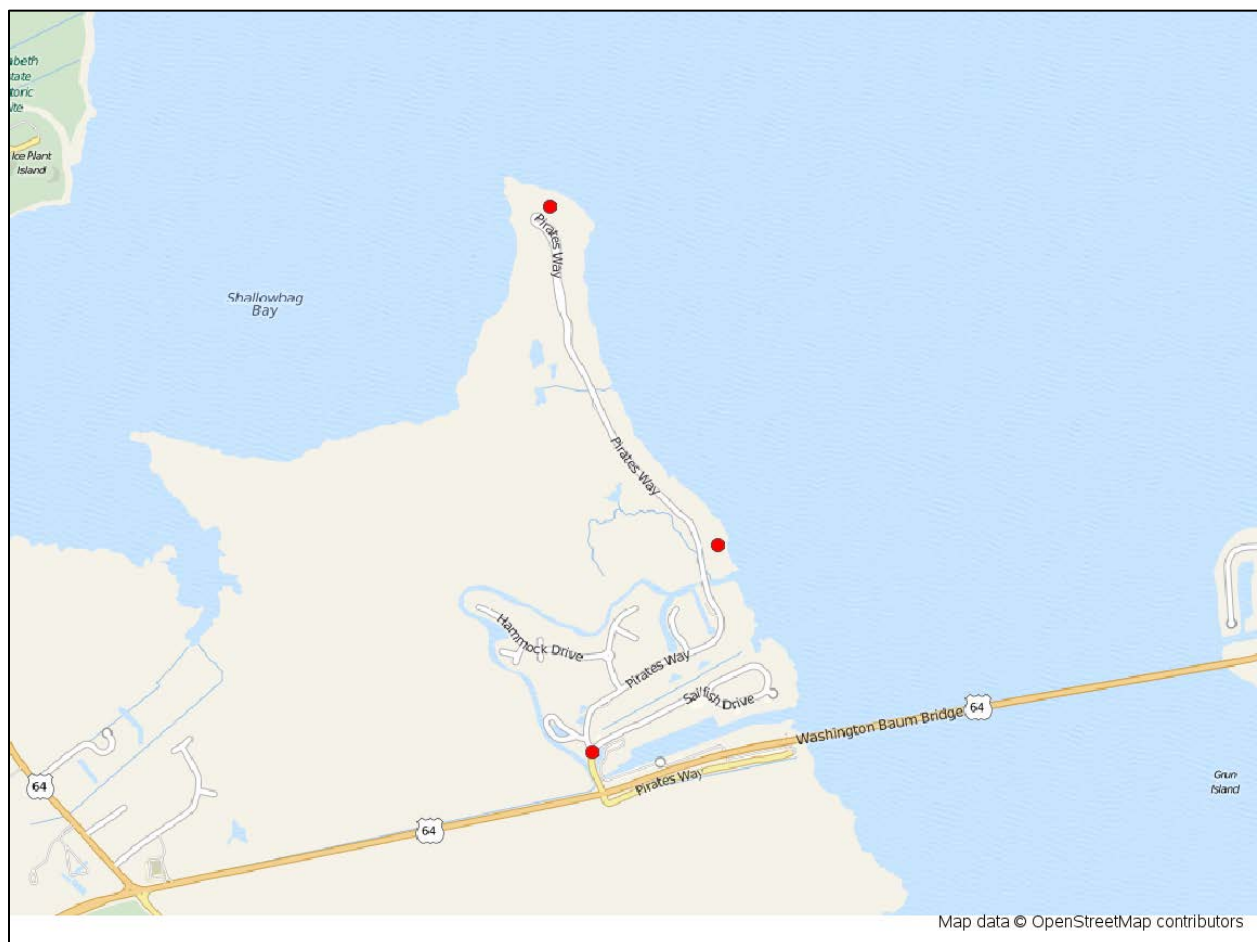 abeth
state
toric
ite
Ice Plant
Island
Shallowbag
Bay
Pirates Way
Pirates Way
Hammock Drive
Pirates Way
Sailfish Drive
Washington Baum Bridge
64
Pirates Way
64
64
Grun
Island
Map data © OpenStreetMap contributors